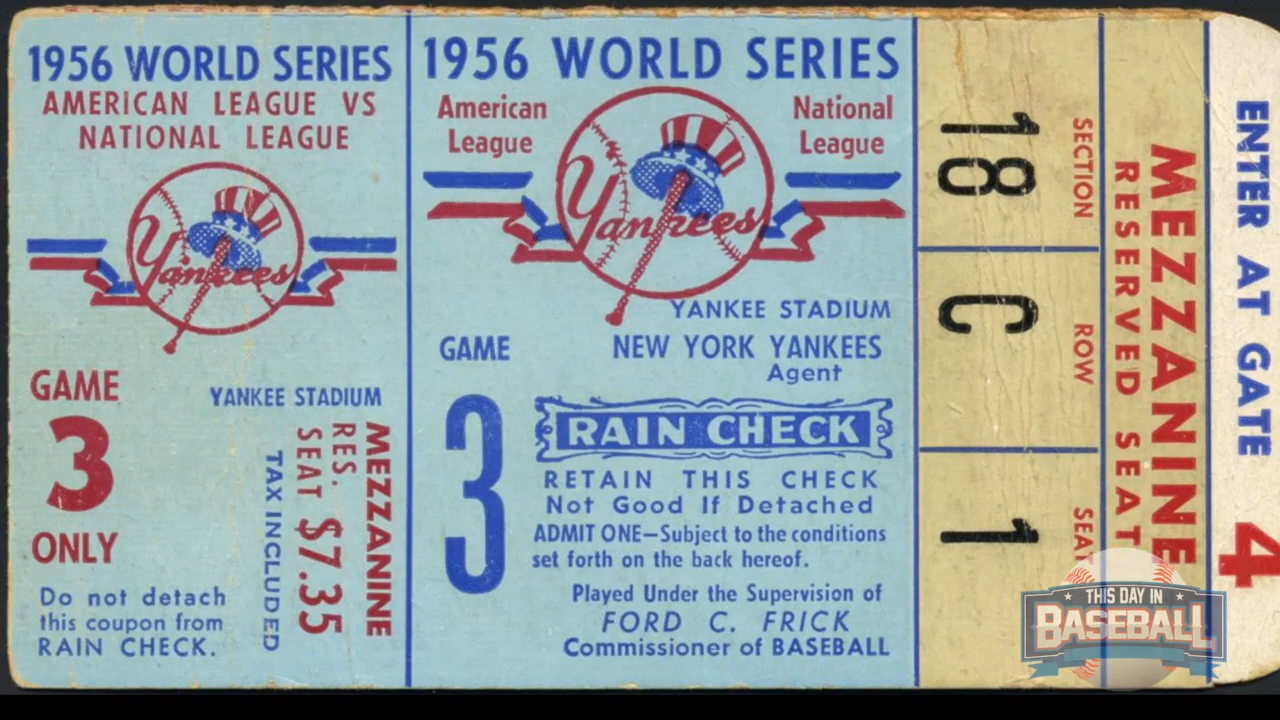 1956 WORLD SERIES
AMERICAN LEAGUE VS
NATIONAL LEAGUE
Yankees
GAME
3
ONLY
YANKEE STADIUM
MEZZANINE
RES.
SEAT $7.35
TAX INCLUDED
Do not detach
this coupon from
RAIN CHECK.
1956 WORLD SERIES
American
League
National
League
Yankees
YANKEE STADIUM
NEW YORK YANKEES
Agent
GAME
3
RAIN CHECK
RETAIN THIS CHECK
Not Good If Detached
ADMIT ONE—Subject to the conditions
set forth on the back hereof.
Played Under the Supervision of
FORD C. FRICK
Commissioner of BASEBALL
SECTION
18
ROW
C
SEAT
1
MEZZANINE
RESERVED SEAT
ENTER AT GATE
4
THIS DAY IN
BASEBALL